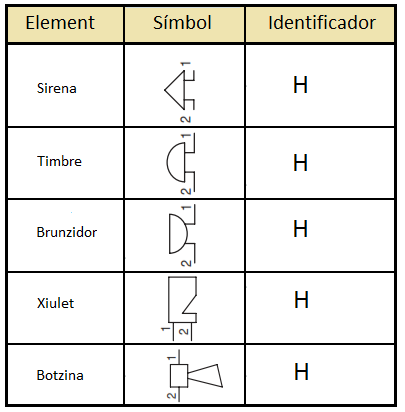 Element Símbol Identificador
Sirena 1 2 H
Timbre 1 2 H
Brunzidor 1 2 H
Xiulet 1 2 H
Botzina 1 2 H